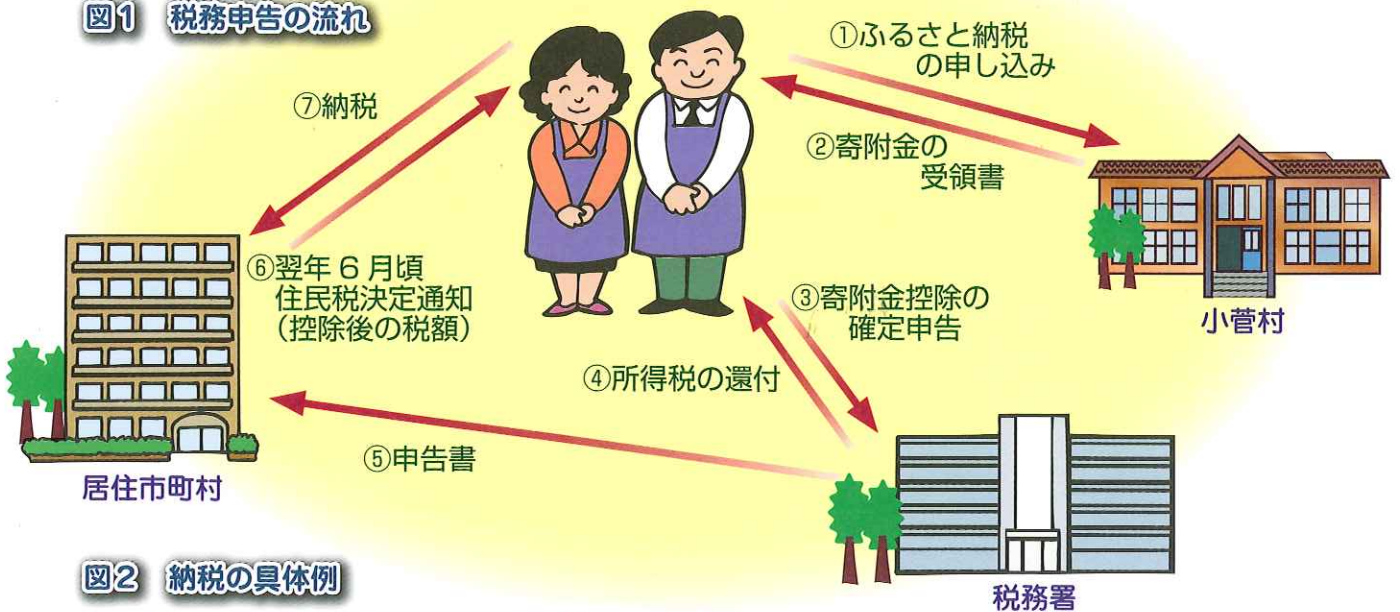 図1 税務申告の流れ
①ふるさと納税
の申し込み
②寄附金の
受領書
⑦納税
⑥翌年6月頃
住民税決定通知
(控除後の税額)
③寄附金控除の
確定申告
小菅村
④所得税の還付
⑤申告書
居住市町村
税務署
図2 納税の具体例